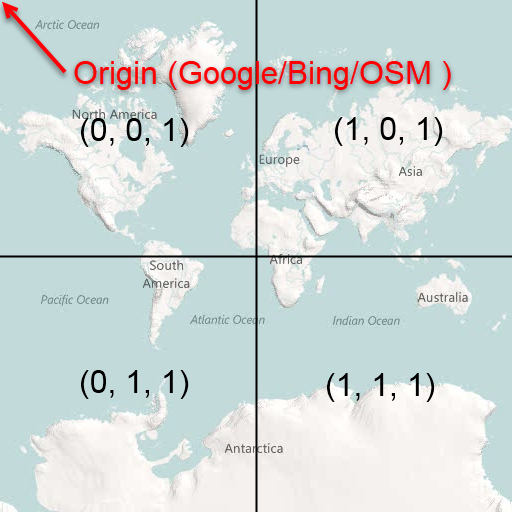 Arctic Ocean
Origin (Google/Bing/OSM )
North America
(0, 0, 1)
(1, 0, 1)
Europe
Asia
Africa
South
America
Pacific Ocean
Atlantic Ocean
Indian Ocean
Australia
(0, 1, 1)
(1, 1, 1)
Antarctica